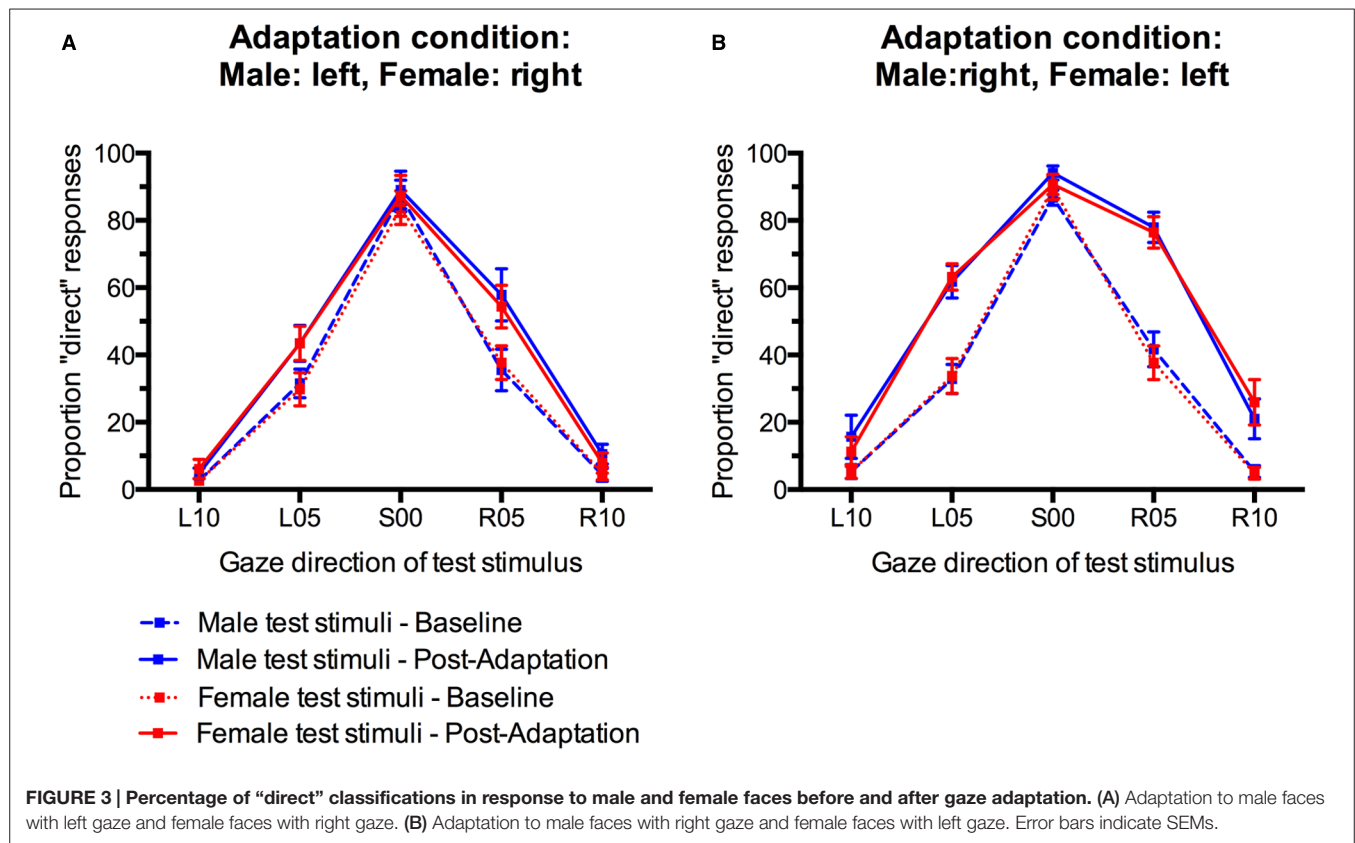 A
Adaptation condition:
Male: left, Female: right
Proportion "direct" responses
100
80
60
40
20
0
L10 L05 S00 R05 R10
Gaze direction of test stimulus
B
Adaptation condition:
Male:right, Female: left
Proportion "direct" responses
100
80
60
40
20
0
L10 L05 S00 R05 R10
Gaze direction of test stimulus
Male test stimuli - Baseline
Male test stimuli - Post-Adaptation
Female test stimuli - Baseline
Female test stimuli - Post-Adaptation
FIGURE 3 | Percentage of “direct” classifications in response to male and female faces before and after gaze adaptation. (A) Adaptation to male faces
with left gaze and female faces with right gaze. (B) Adaptation to male faces with right gaze and female faces with left gaze. Error bars indicate SEMs.